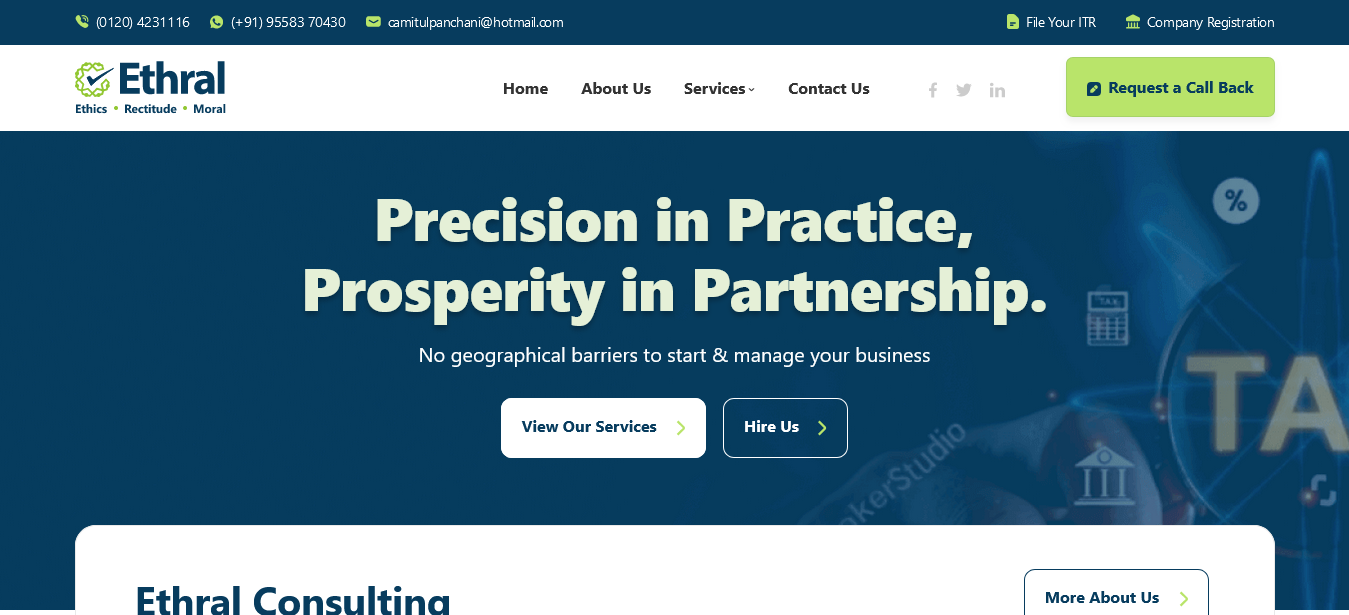 (0120) 4231116 (+91) 95583 70430 camitulpanchani@hotmail.com File Your ITR Company Registration
Ethral
Ethics • Rectitude • Moral
Home About Us Services Contact Us Request a Call Back
Precision in Practice,
Prosperity in Partnership.
No geographical barriers to start & manage your business
View Our Services Hire Us
%
TAX
TA
kerStudio
Ethral Consulting
More About Us